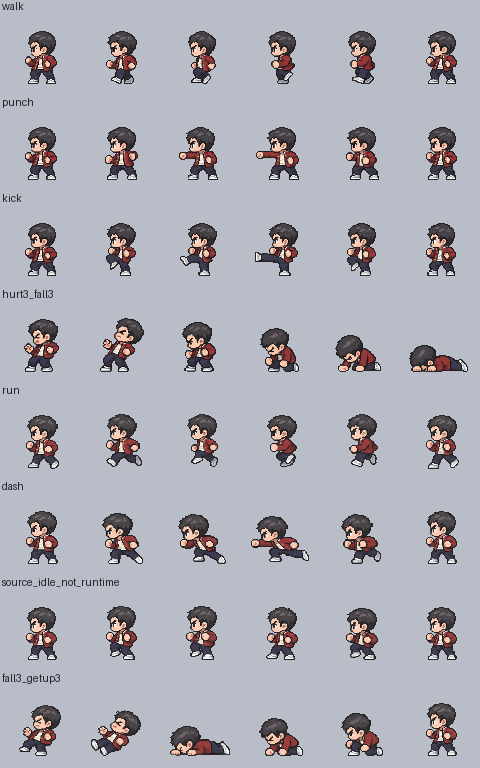 walk
punch
kick
hurt3_fall3
run
dash
source_idle_not_runtime
fall3_getup3